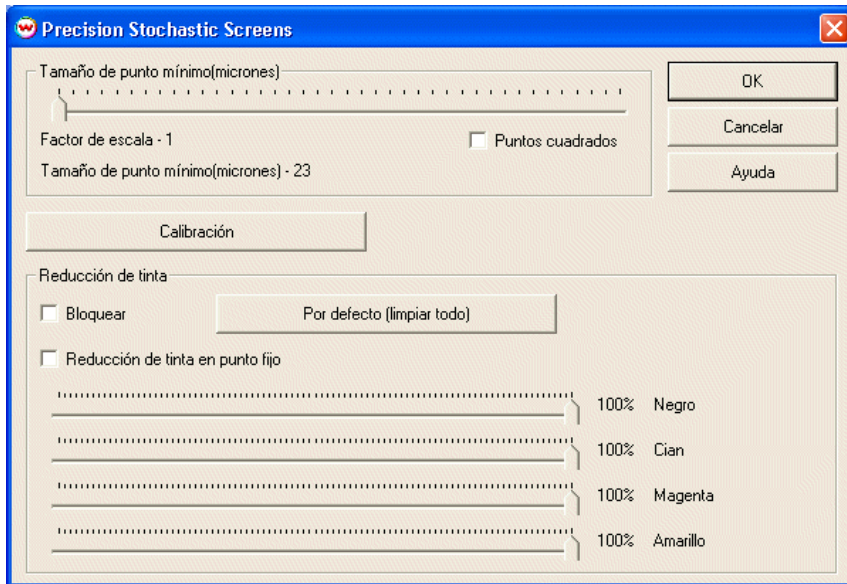 Precision Stochastic Screens
Tamaño de punto mínimo(micrones)
OK
Factor de escala - 1
Puntos cuadrados
Cancelar
Tamaño de punto mínimo(micrones) - 23
Ayuda
Calibración
Reducción de tinta
Bloquear
Por defecto (limpiar todo)
Reducción de tinta en punto fijo
100% Negro
100% Cian
100% Magenta
100% Amarillo